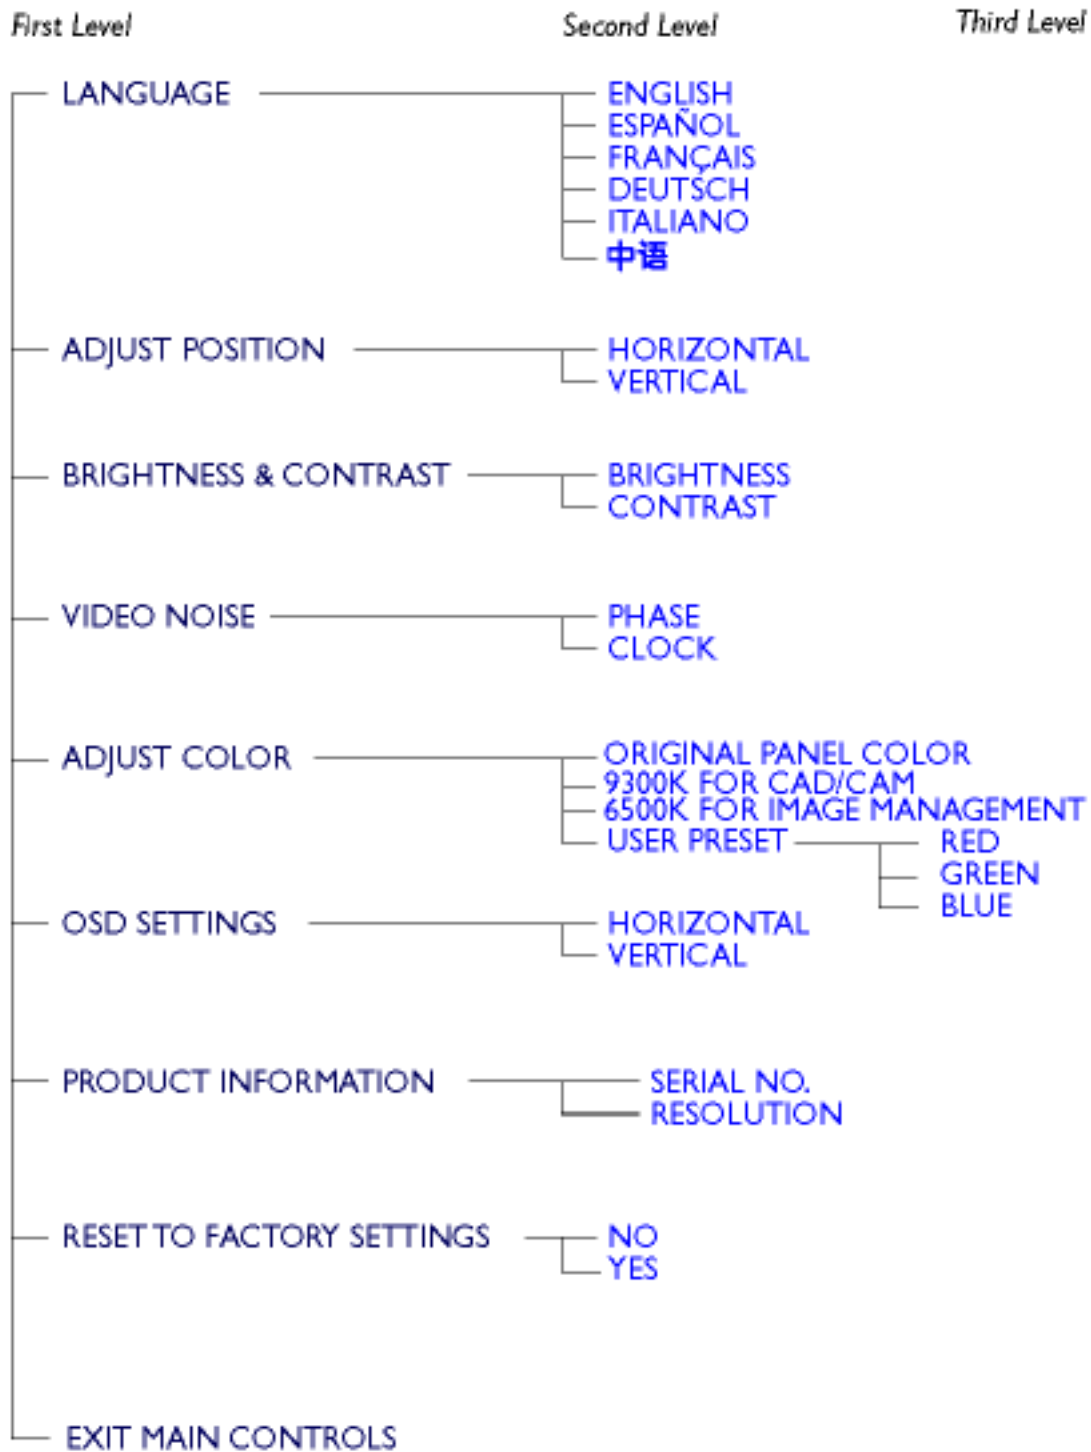 First Level Second Level Third Level
LANGUAGE ENGLISH
ESPAÑOL
FRANÇAIS
DEUTSCH
ITALIANO
中语
ADJUST POSITION HORIZONTAL
VERTICAL
BRIGHTNESS & CONTRAST BRIGHTNESS
CONTRAST
VIDEO NOISE PHASE
CLOCK
ADJUST COLOR ORIGINAL PANEL COLOR
9300K FOR CAD/CAM
6500K FOR IMAGE MANAGEMENT
USER PRESET RED
GREEN
BLUE
OSD SETTINGS HORIZONTAL
VERTICAL
PRODUCT INFORMATION SERIAL NO.
RESOLUTION
RESET TO FACTORY SETTINGS NO
YES
EXIT MAIN CONTROLS